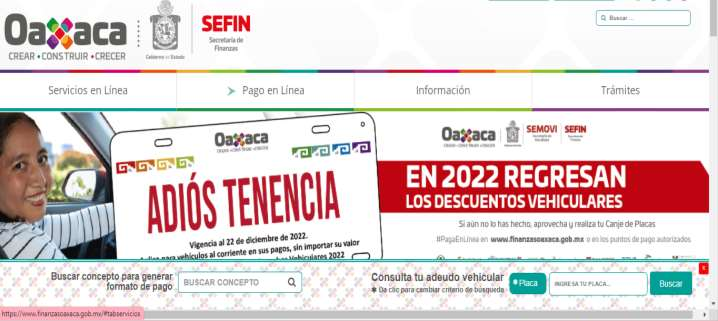 Oaxaca
CREAR • CONSTRUIR • CRECER
Gobierno del Estado
SEFIN
Secretaría de
Finanzas
Buscar ...
Servicios en Línea
Pago en Línea
Información
Trámites
Oaxaca
ADIÓS TENENCIA
Vigencia al 22 de diciembre de 2022.
Aplica para vehículos al corriente en sus pagos, sin importar su valor
Vehiculares 2022
Oaxaca
SEMOVI
SEFIN
EN 2022 REGRESAN
LOS DESCUENTOS VEHICULARES
Si aún no lo has hecho, aprovecha y realiza tu Canje de Placas
#PagaEnLínea en www.finanzasoaxaca.gob.mx o en los puntos de pago autorizados
x
Buscar concepto para generar
formato de pago
BUSCAR CONCEPTO
Consulta tu adeudo vehicular
✱ Da clic para cambiar criterio de búsqueda
Placa
INGRESA TU PLACA...
Buscar
https://www.finanzasoaxaca.gob.mx/#tabservicios